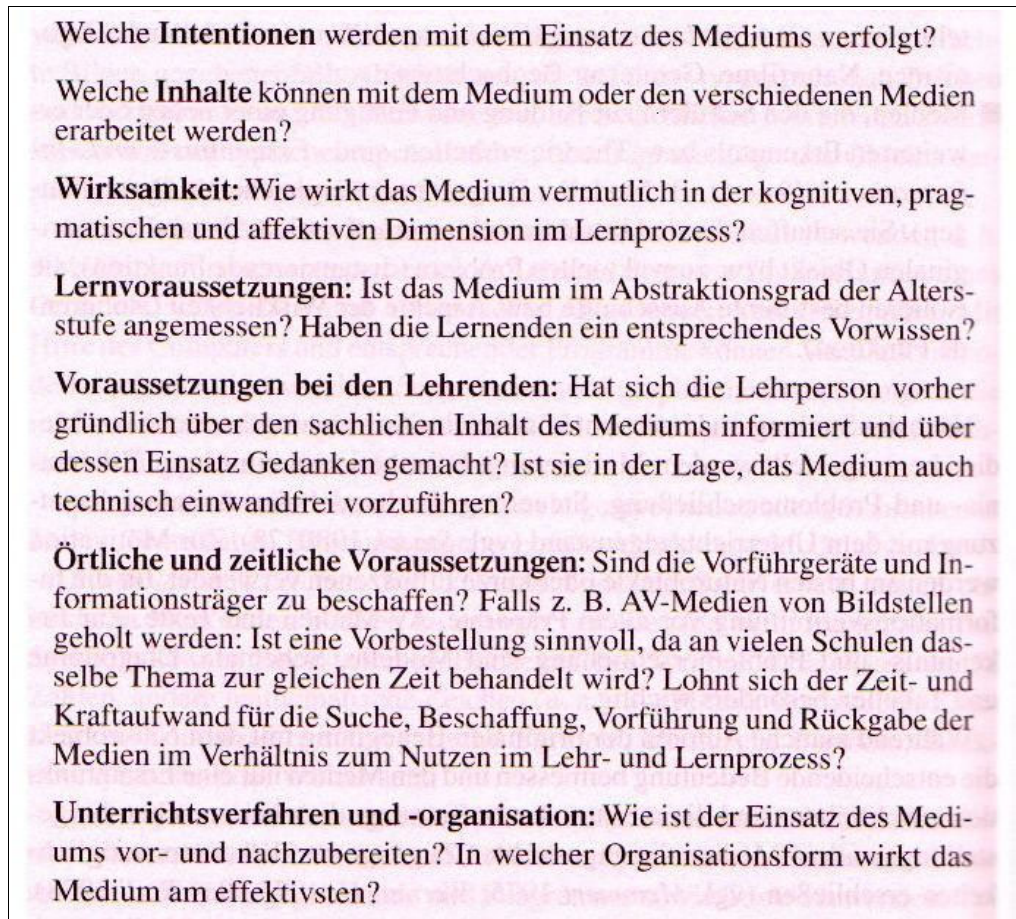 Welche Intentionen werden mit dem Einsatz des Mediums verfolgt?
Welche Inhalte können mit dem Medium oder den verschiedenen Medien
erarbeitet werden?
Wirksamkeit: Wie wirkt das Medium vermutlich in der kognitiven, prag-
matischen und affektiven Dimension im Lernprozess?
Lernvoraussetzungen: Ist das Medium im Abstraktionsgrad der Alters-
stufe angemessen? Haben die Lernenden ein entsprechendes Vorwissen?
Voraussetzungen bei den Lehrenden: Hat sich die Lehrperson vorher
gründlich über den sachlichen Inhalt des Mediums informiert und über
dessen Einsatz Gedanken gemacht? Ist sie in der Lage, das Medium auch
technisch einwandfrei vorzuführen?
Örtliche und zeitliche Voraussetzungen: Sind die Vorführgeräte und In-
formationsträger zu beschaffen? Falls z. B. AV-Medien von Bildstellen
geholt werden: Ist eine Vorbestellung sinnvoll, da an vielen Schulen das-
selbe Thema zur gleichen Zeit behandelt wird? Lohnt sich der Zeit- und
Kraftaufwand für die Suche, Beschaffung, Vorführung und Rückgabe der
Medien im Verhältnis zum Nutzen im Lehr- und Lernprozess?
Unterrichtsverfahren und -organisation: Wie ist der Einsatz des Medi-
ums vor- und nachzubereiten? In welcher Organisationsform wirkt das
Medium am effektivsten?